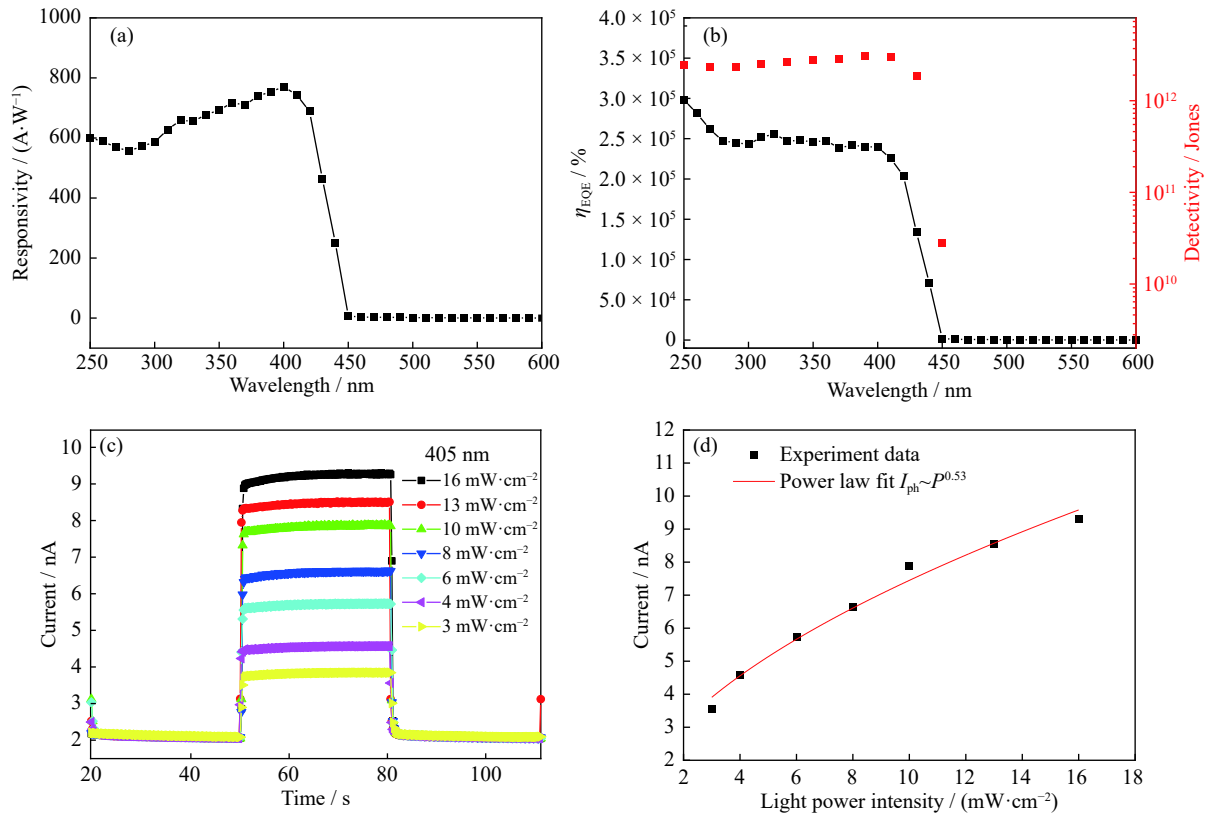 (a)
1000
800
600
400
200
0
Responsivity / (A·W⁻¹)
250 300 350 400 450 500 550 600
Wavelength / nm
(b)
4.0 × 10⁵
3.5 × 10⁵
3.0 × 10⁵
2.5 × 10⁵
2.0 × 10⁵
1.5 × 10⁵
1.0 × 10⁵
5.0 × 10⁴
0
η_EQE / %
10¹²
10¹¹
10¹⁰
Detectivity / Jones
250 300 350 400 450 500 550 600
Wavelength / nm
(c)
10
9
8
7
6
5
4
3
2
Current / nA
405 nm
16 mW·cm⁻²
13 mW·cm⁻²
10 mW·cm⁻²
8 mW·cm⁻²
6 mW·cm⁻²
4 mW·cm⁻²
3 mW·cm⁻²
20 40 60 80 100
Time / s
(d)
12
11
10
9
8
7
6
5
4
3
2
Current / nA
Experiment data
Power law fit I_ph~P^0.53
2 4 6 8 10 12 14 16 18
Light power intensity / (mW·cm⁻²)